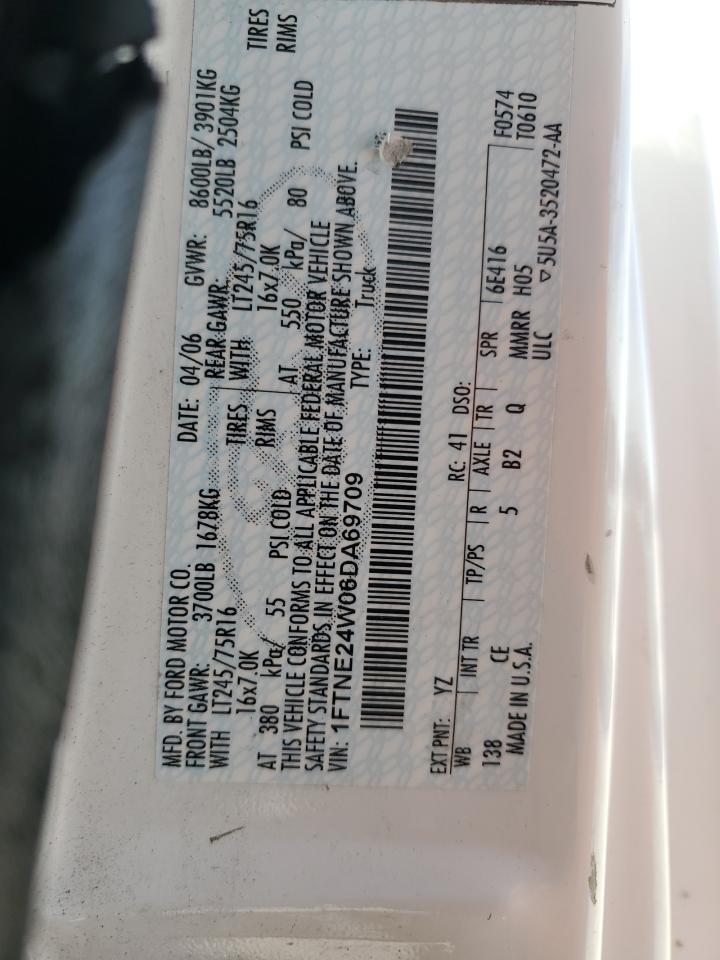 MFD. BY FORD MOTOR CO. DATE: 04/06 GVWR: 8600LB/ 3901KG
FRONT GAWR: 3700LB 1678KG REAR GAWR: 5520LB 2504KG
WITH LT245/75R16 TIRES WITH LT245/75R16 TIRES
16x7.0K RIMS 16x7.0K RIMS
AT 380 kPa/ 55 PSI COLD AT 550 kPa/ 80 PSI COLD
THIS VEHICLE CONFORMS TO ALL APPLICABLE FEDERAL MOTOR VEHICLE
SAFETY STANDARDS IN EFFECT ON THE DATE OF MANUFACTURE SHOWN ABOVE.
VIN: 1FTNE24W06DA69709 TYPE: Truck
EXT PNT: YZ RC: 41 DSO:
WB INT TR TP/PS R AXLE TR SPR 6E416 F0574
138 CE 5 B2 Q MMRR H05 T0610
MADE IN U.S.A. ULC ▽5U5A-3520472-AA